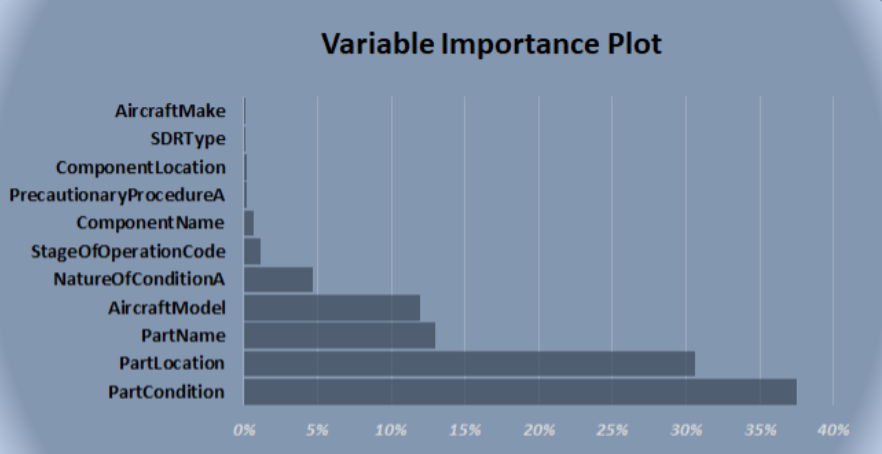 Variable Importance Plot
AircraftMake
SDRType
ComponentLocation
PrecautionaryProcedureA
ComponentName
StageOfOperationCode
NatureOfConditionA
AircraftModel
PartName
PartLocation
PartCondition
0% 5% 10% 15% 20% 25% 30% 35% 40%